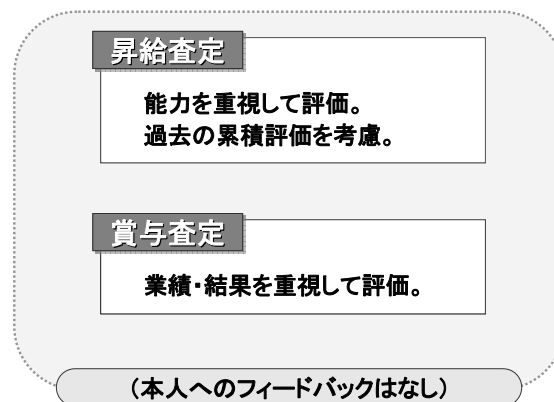 昇給査定
能力を重視して評価。
過去の累積評価を考慮。
賞与査定
業績・結果を重視して評価。
(本人へのフィードバックはなし)